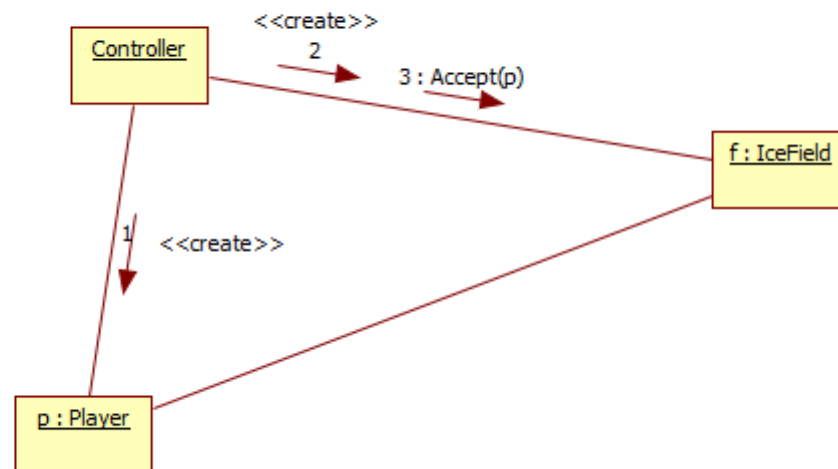 <<create>>
Controller
2
3 : Accept(p)
f : IceField
1
<<create>>
p : Player